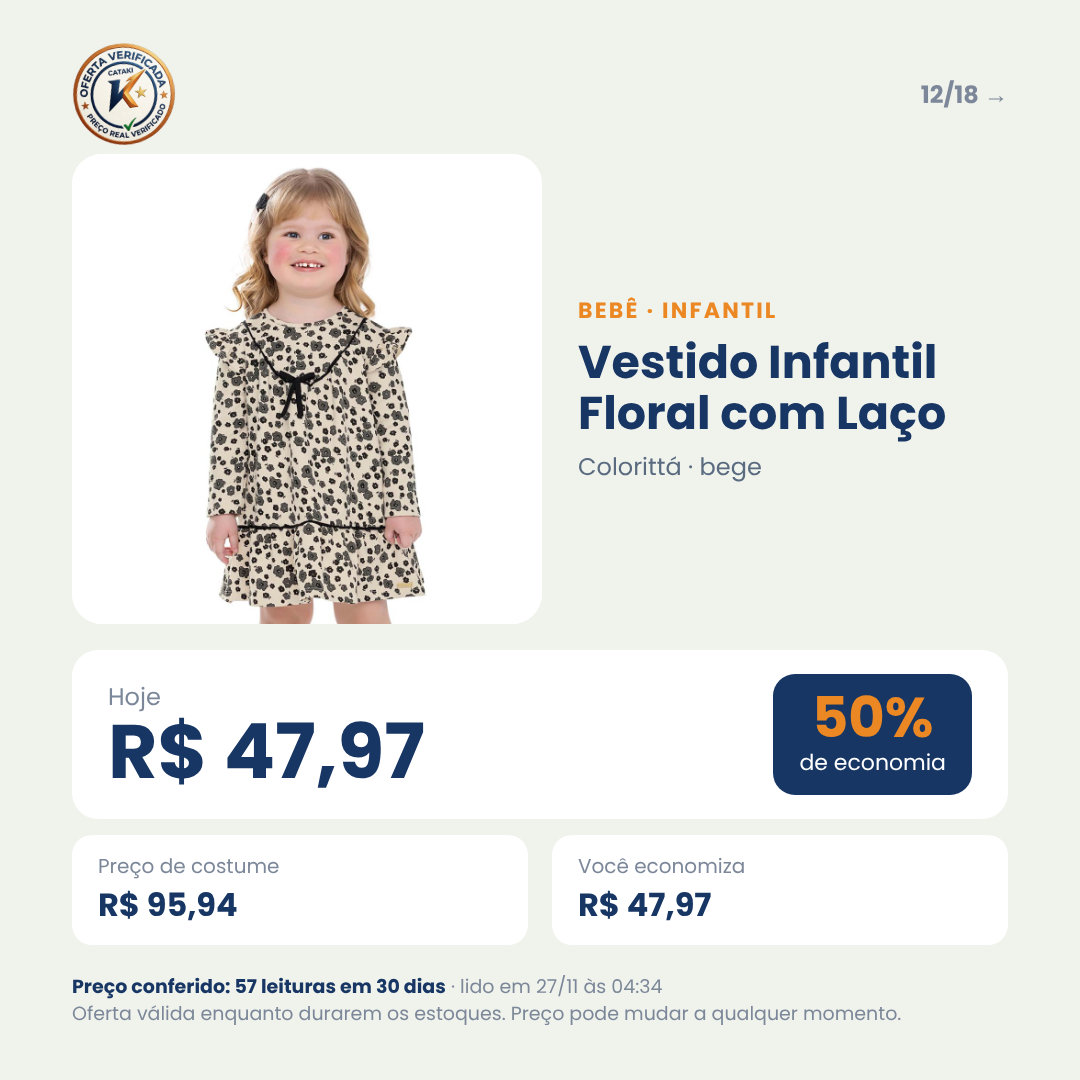 OFERTA VERIFICADA
CATAKI
K
PREÇO REAL VERIFICADO
12/18 →
BEBÊ · INFANTIL
Vestido Infantil
Floral com Laço
Colorittá · bege
Hoje
R$ 47,97
50%
de economia
Preço de costume
R$ 95,94
Você economiza
R$ 47,97
Preço conferido: 57 leituras em 30 dias · lido em 27/11 às 04:34
Oferta válida enquanto durarem os estoques. Preço pode mudar a qualquer momento.